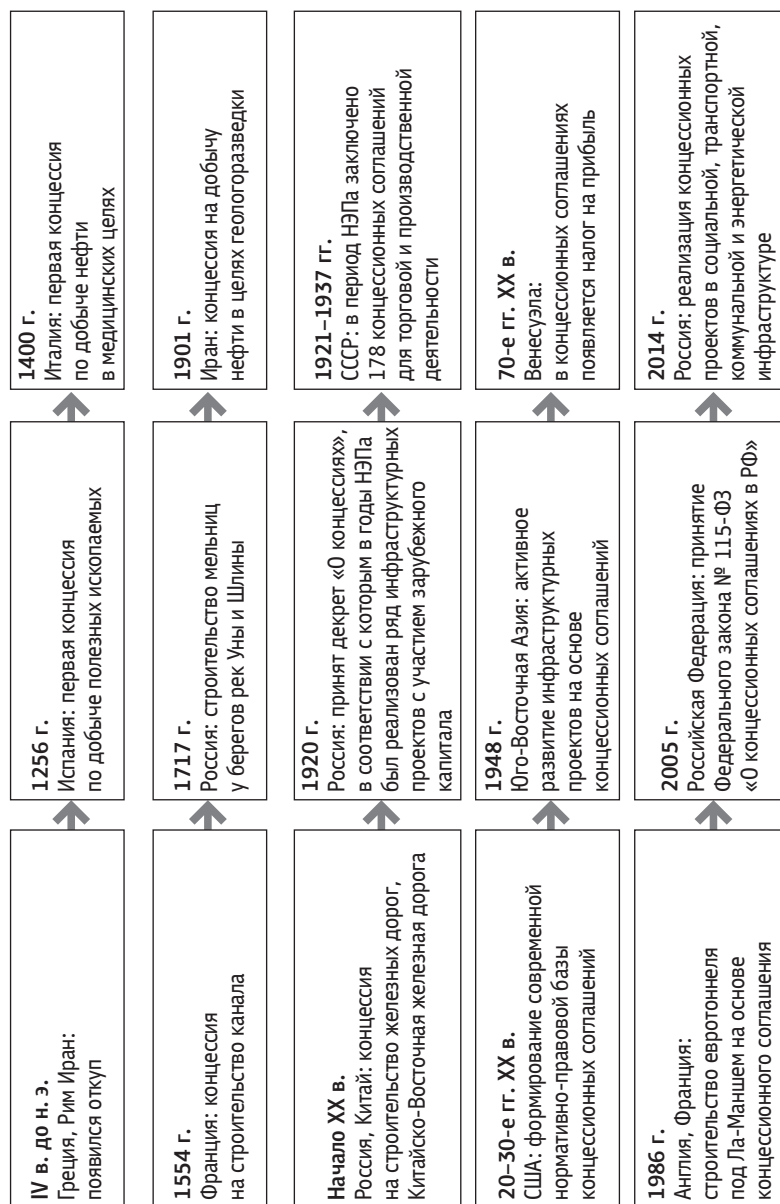 IV в. до н. э.
Греция, Рим Иран:
появился откуп
1256 г.
Испания: первая концессия
по добыче полезных ископаемых
1400 г.
Италия: первая концессия
по добыче нефти
в медицинских целях
1554 г.
Франция: концессия
на строительство канала
1717 г.
Россия: строительство мельниц
у берегов рек Уны и Шлины
1901 г.
Иран: концессия на добычу
нефти в целях геологоразведки
Начало XX в.
Россия, Китай: концессия
на строительство железных дорог,
Китайско-Восточная железная дорога
1920 г.
Россия: принят декрет «О концессиях»,
в соответствии с которым в годы НЭПа
был реализован ряд инфраструктурных
проектов с участием зарубежного
капитала
1921–1937 гг.
СССР: в период НЭПа заключено
178 концессионных соглашений
для торговой и производственной
деятельности
20–30-е гг. XX в.
США: формирование современной
нормативно-правовой базы
концессионных соглашений
1948 г.
Юго-Восточная Азия: активное
развитие инфраструктурных
проектов на основе
концессионных соглашений
70-е гг. XX в.
Венесуэла:
в концессионных соглашениях
появляется налог на прибыль
1986 г.
Англия, Франция:
строительство евротоннеля
под Ла-Маншем на основе
концессионного соглашения
2005 г.
Российская Федерация: принятие
Федерального закона № 115-ФЗ
«О концессионных соглашениях в РФ»
2014 г.
Россия: реализация концессионных
проектов в социальной, транспортной,
коммунальной и энергетической
инфраструктуре